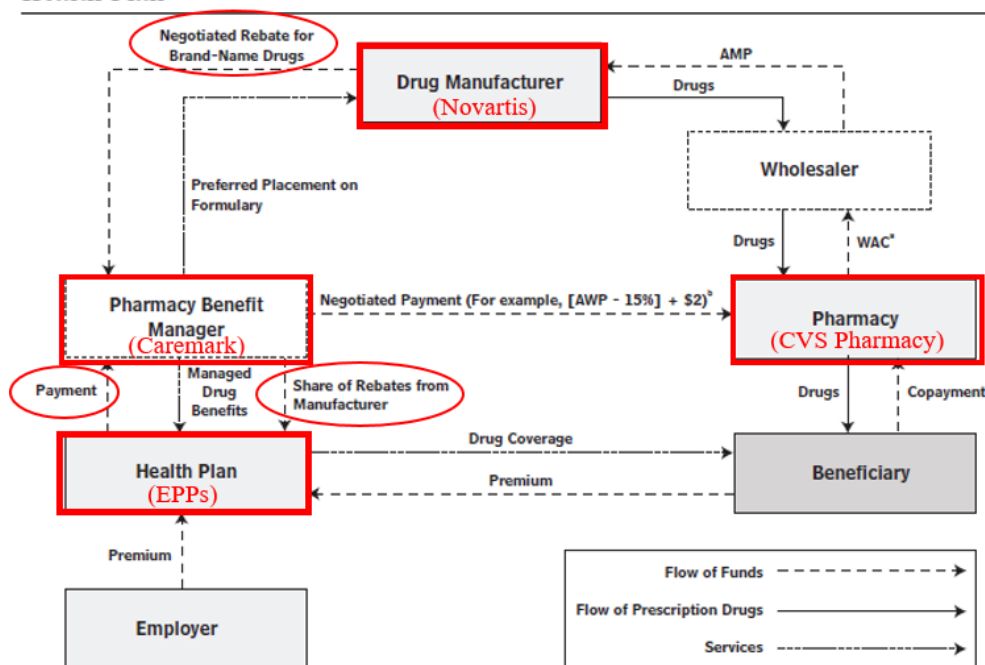 Negotiated Rebate for
Brand-Name Drugs
AMP
Drug Manufacturer
(Novartis)
Drugs
Wholesaler
Preferred Placement on
Formulary
Drugs
WACᵃ
Pharmacy Benefit
Manager
(Caremark)
Negotiated Payment (For example, [AWP - 15%] + $2)ᵇ
Pharmacy
(CVS Pharmacy)
Payment
Managed
Drug
Benefits
Share of Rebates from
Manufacturer
Drugs
Copayment
Drug Coverage
Health Plan
(EPPs)
Premium
Beneficiary
Premium
Employer
Flow of Funds
Flow of Prescription Drugs
Services